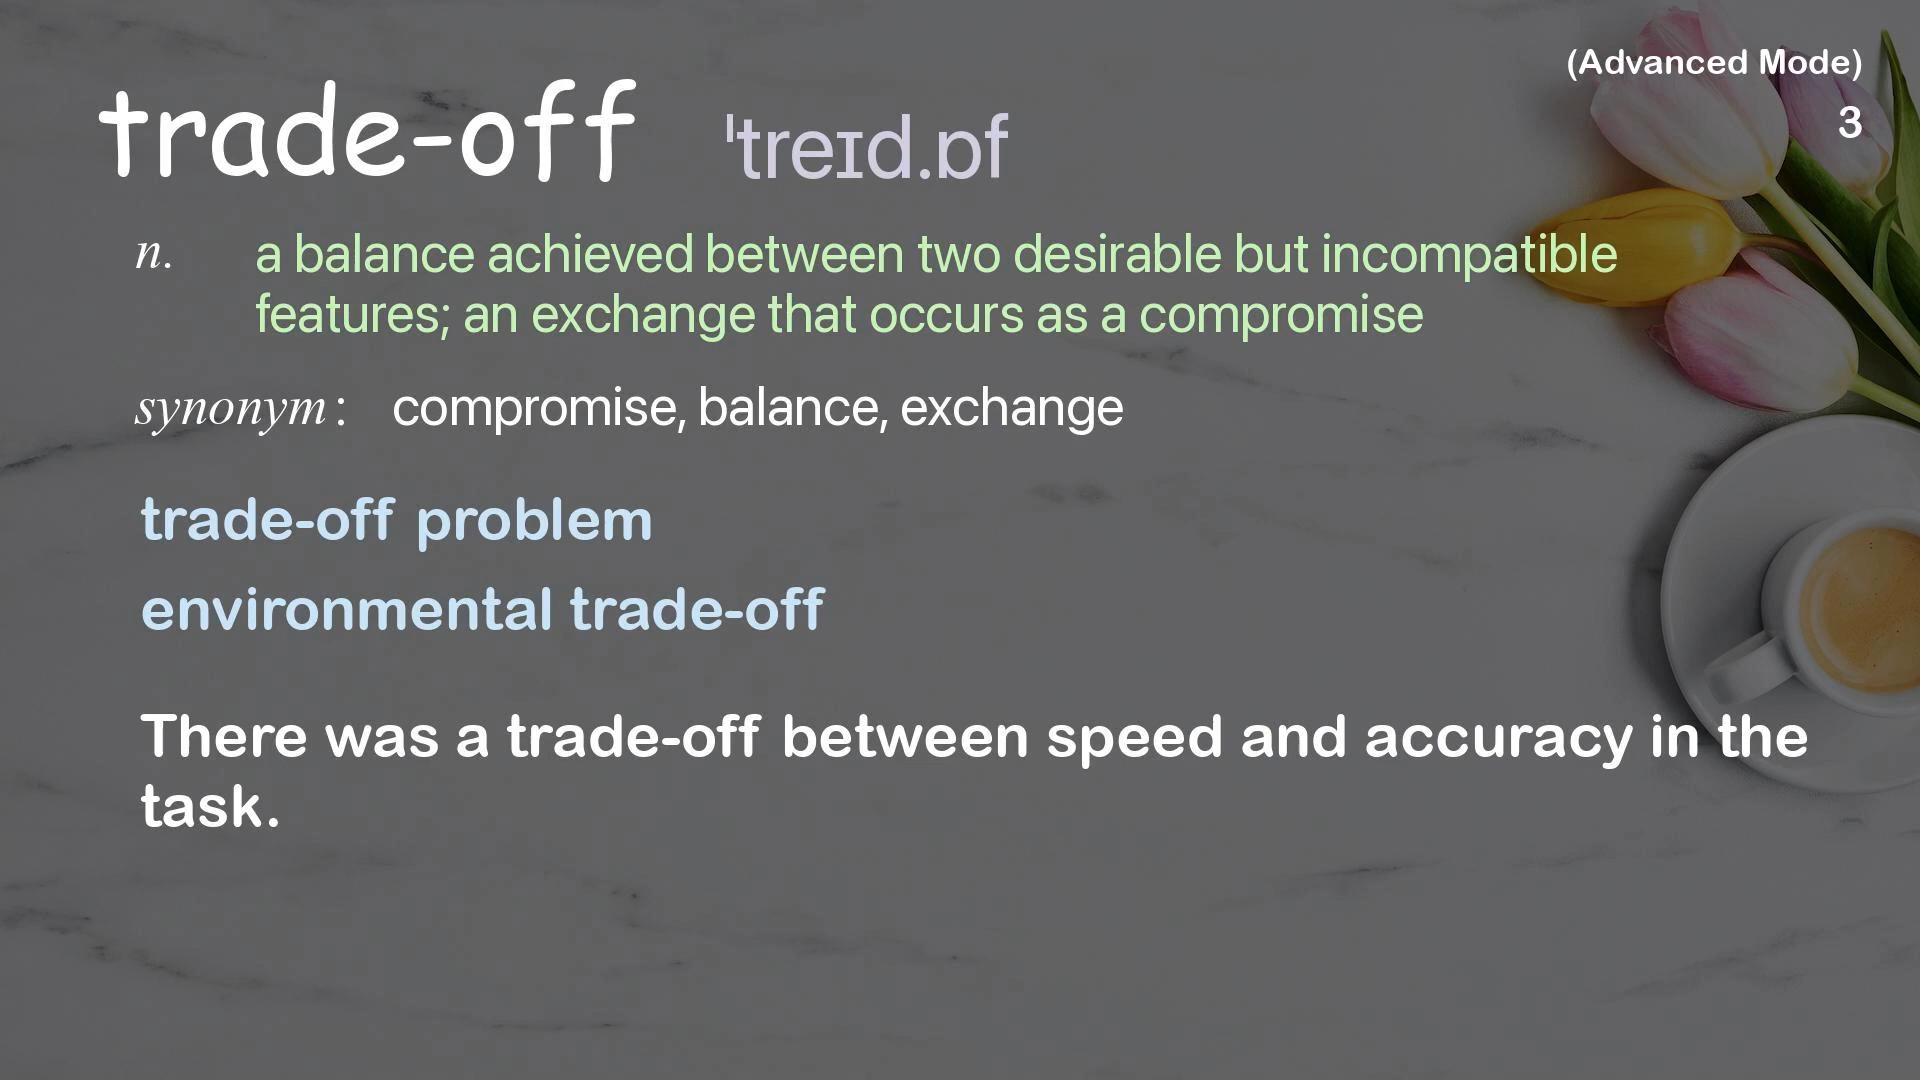 (Advanced Mode)
3
trade-off ˈtreɪd.ɒf
n. a balance achieved between two desirable but incompatible
features; an exchange that occurs as a compromise
synonym: compromise, balance, exchange
trade-off problem
environmental trade-off
There was a trade-off between speed and accuracy in the
task.